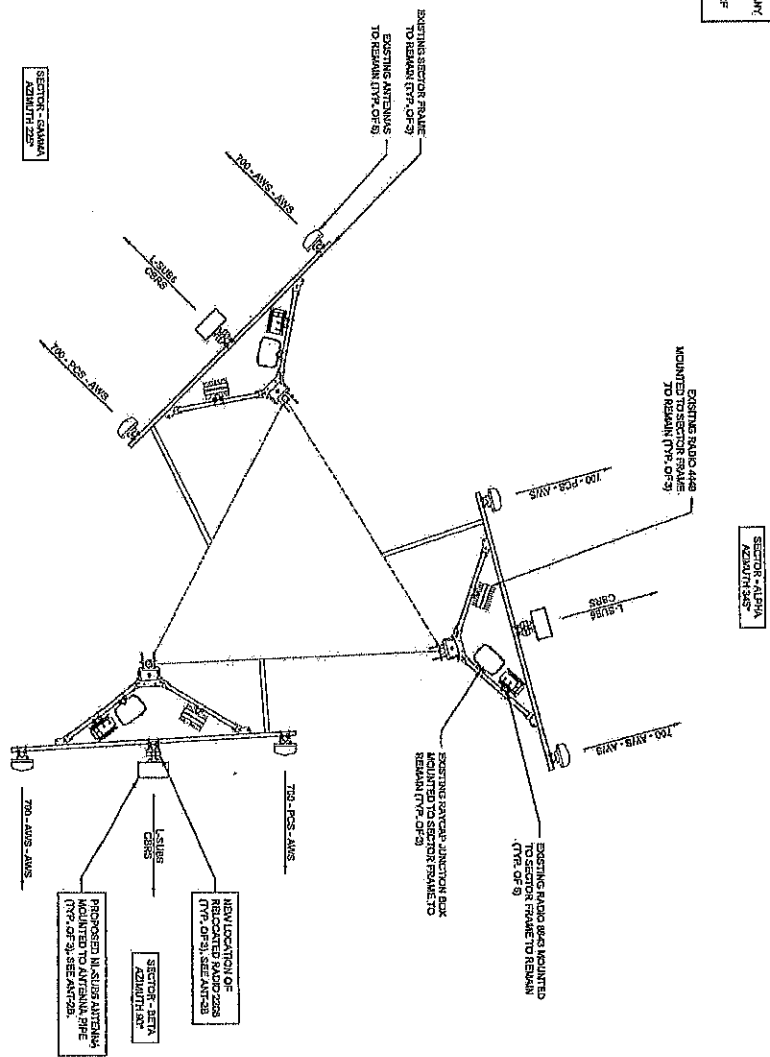 SECTOR - ALPHA
AZIMUTH 345°
EXISTING RADIO 4449
MOUNTED TO SECTOR FRAME
TO REMAIN (TYP. OF 3)
700 - PCS - AWS
L-SUB6
CBRS
700 - AWS - AWS
EXISTING RADIO 8843 MOUNTED
TO SECTOR FRAME TO REMAIN
(TYP. OF 6)
EXISTING RAYCAP JUNCTION BOX
MOUNTED TO SECTOR FRAME TO
REMAIN (TYP. OF 3)
EXISTING SECTOR FRAME
TO REMAIN (TYP. OF 3)
EXISTING ANTENNAS
TO REMAIN (TYP. OF 6)
700 - AWS - AWS
L-SUB6
CBRS
700 - PCS - AWS
SECTOR - GAMMA
AZIMUTH 225°
700 - PCS - AWS
L-SUB6
CBRS
700 - AWS - AWS
NEW LOCATION OF
RELOCATED RADIO 2208
(TYP. OF 3), SEE ANT-2B
SECTOR - BETA
AZIMUTH 90°
ANTENNA
MOUNTED TO ANTENNA PIPE
(TYP. OF 3), SEE ANT-2B.